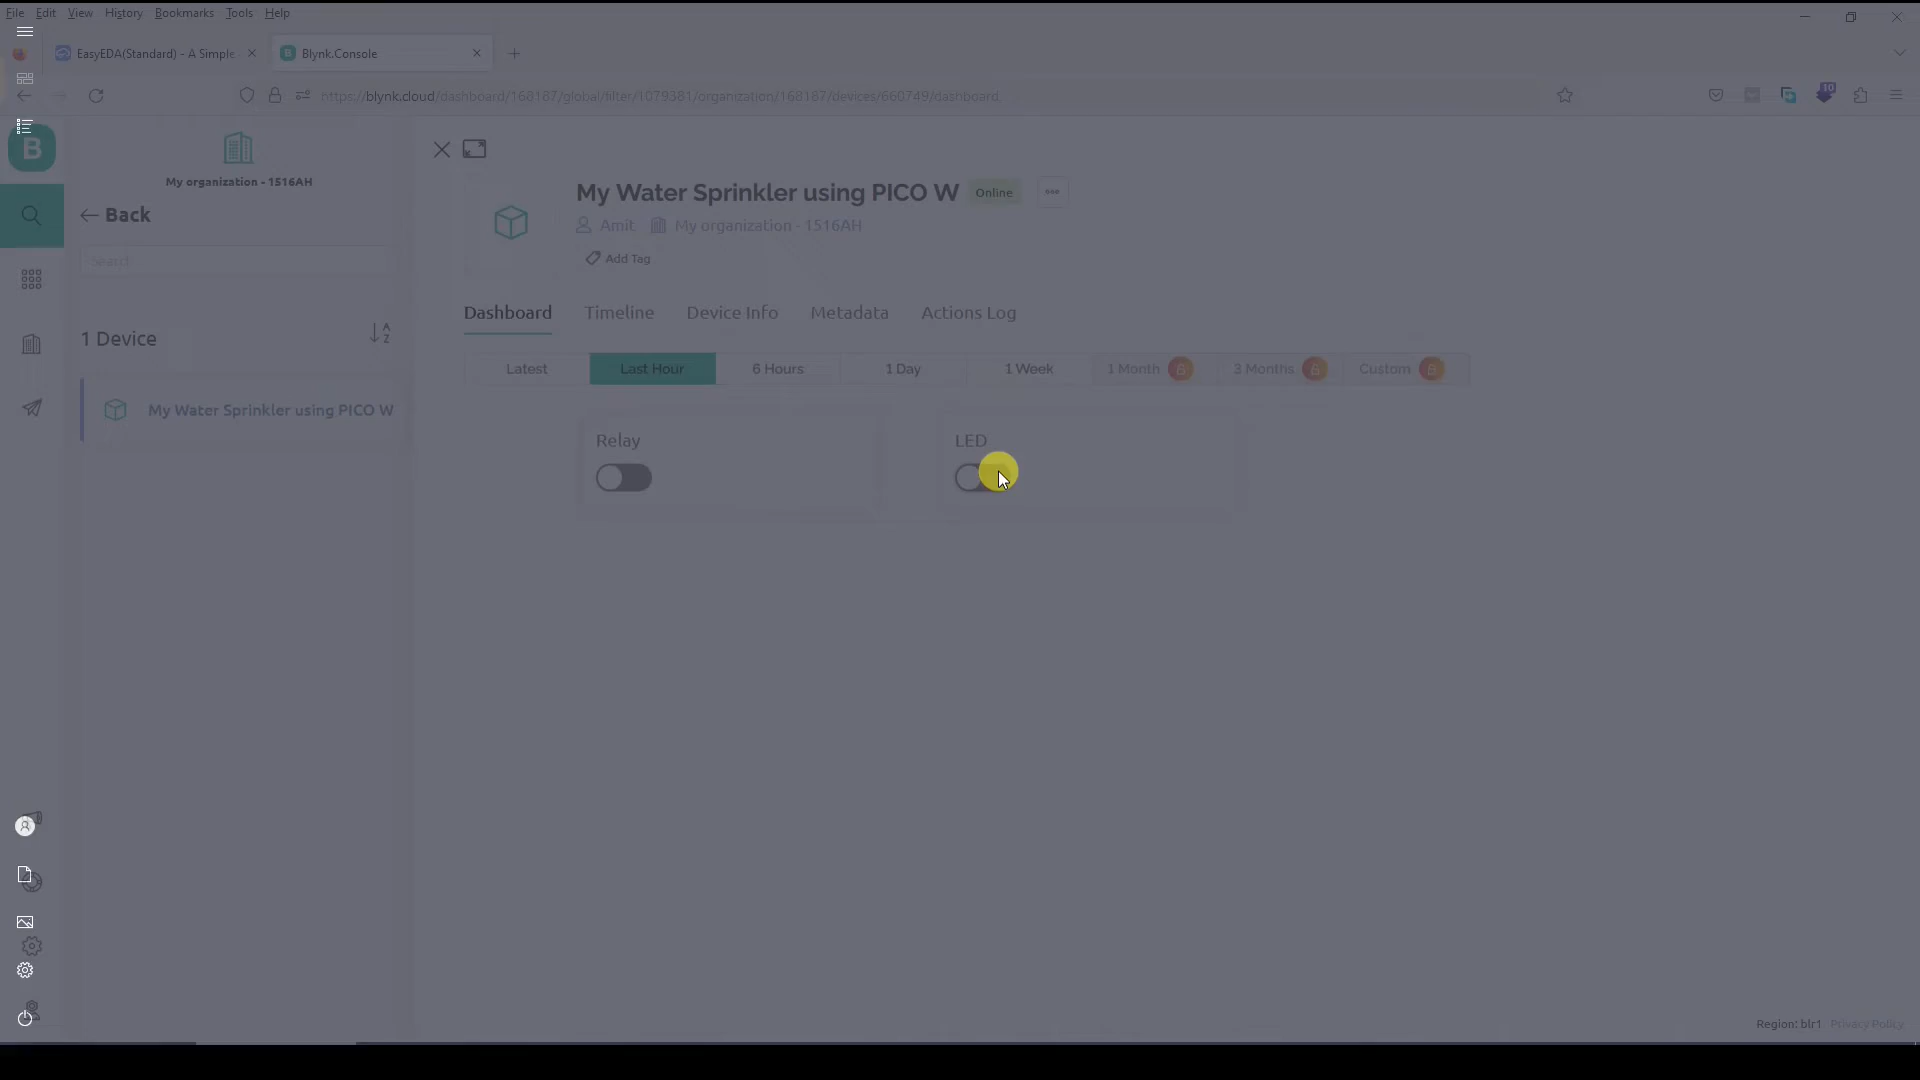 File Edit View History Bookmarks Tools Help
EasyEDA(Standard) - A Simple
Blynk.Console
https://blynk.cloud/dashboard/168187/global/filter/1079381/organization/168187/devices/660749/dashboard
10
B
My organization - 1516AH
Back
Search
1 Device
A
Z
My Water Sprinkler using PICO W
My Water Sprinkler using PICO W
Online
Amit
My organization - 1516AH
Add Tag
Dashboard Timeline Device Info Metadata Actions Log
Latest Last Hour 6 Hours 1 Day 1 Week 1 Month 3 Months Custom
Relay
LED
Region: blr1 Privacy Policy